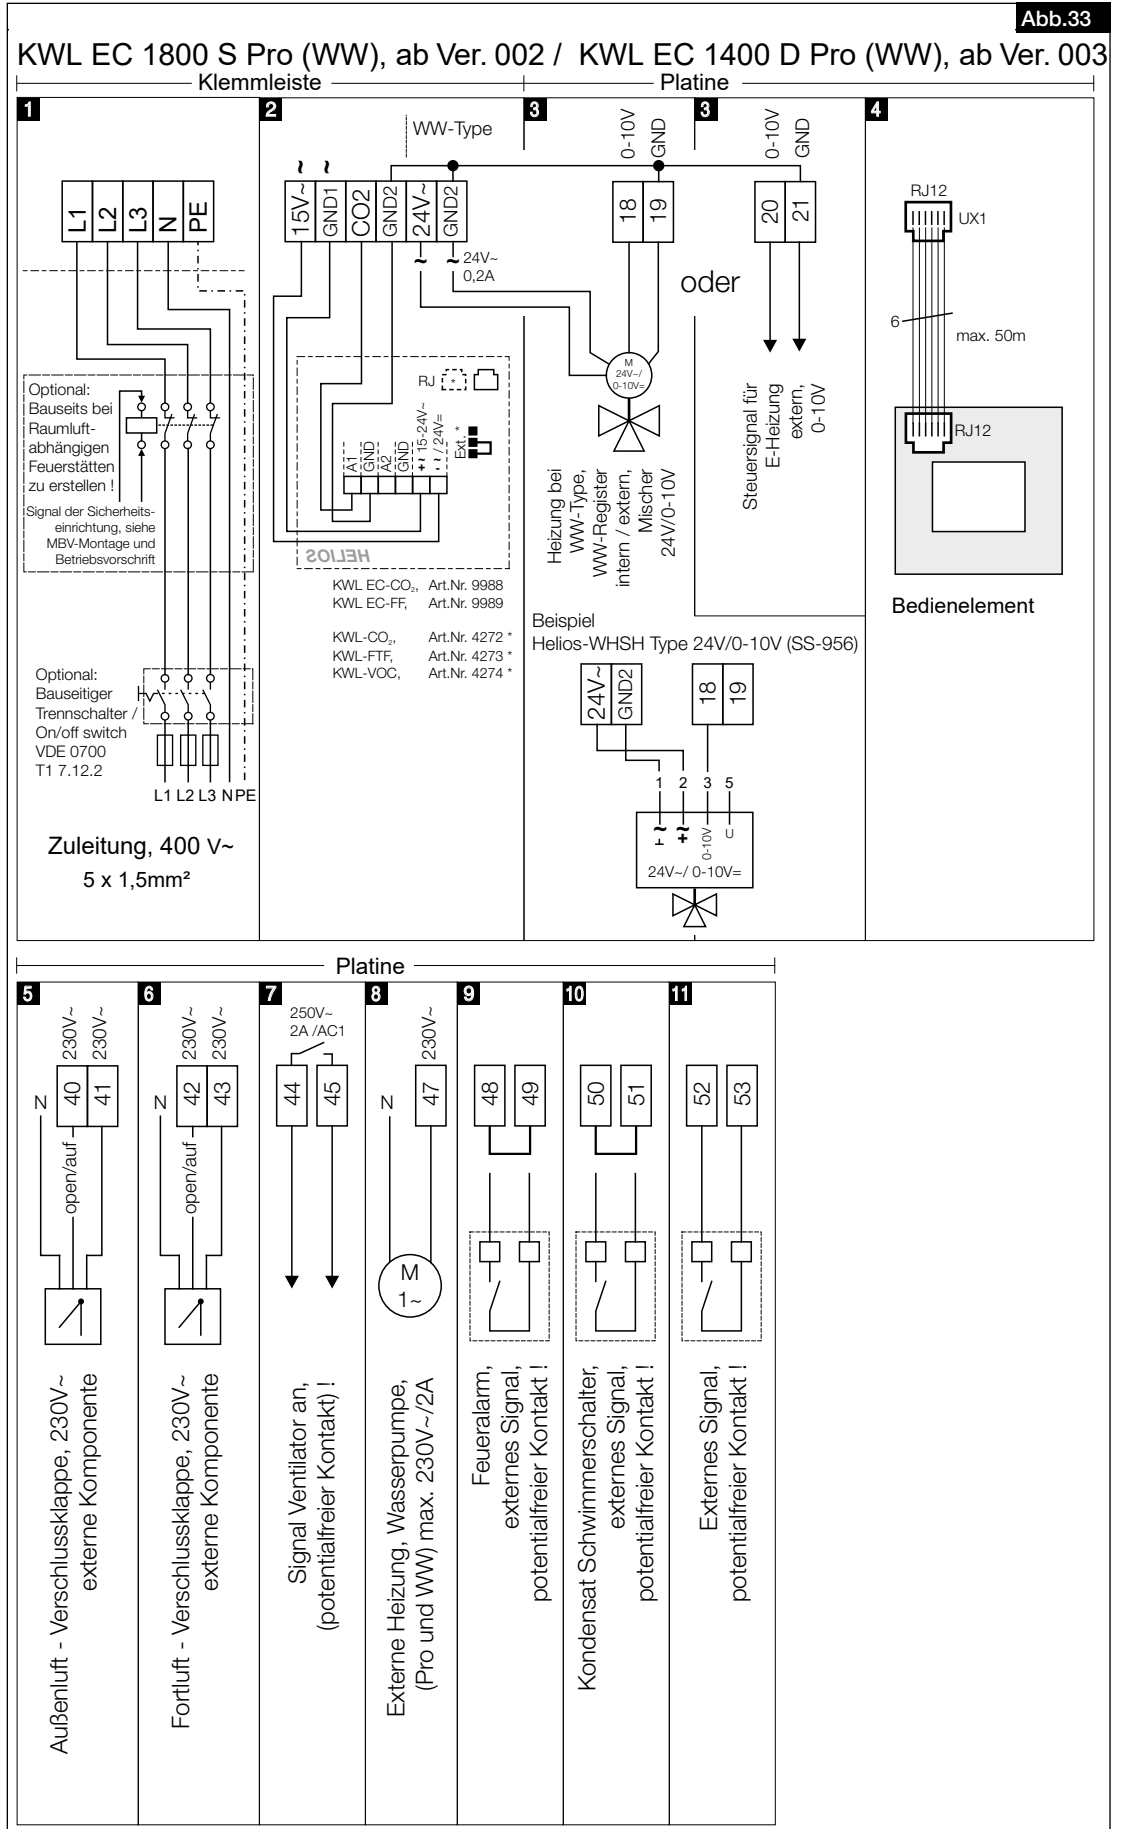 Abb.33
KWL EC 1800 S Pro (WW), ab Ver. 002 / KWL EC 1400 D Pro (WW), ab Ver. 003
Klemmleiste
Platine
1
L1
L2
L3
N
PE
Optional:
Bauseits bei
Raumluft-
abhängigen
Feuerstätten
zu erstellen !
Signal der Sicherheits-
einrichtung, siehe
MBV-Montage und
Betriebsvorschrift
Optional:
Bauseitiger
Trennschalter /
On/off switch
VDE 0700
T1 7.12.2
L1 L2 L3 N PE
Zuleitung, 400 V~
5 x 1,5mm²
2
WW-Type
~ ~
15V~
GND1
CO2
GND2
24V~
GND2
~ ~ 24V~
0,2A
RJ *
A1
GND
A2
GND
+ ~ 15-24V~
- ~ / 24V=
Ext. *
HELIOS
KWL EC-CO₂, Art.Nr. 9988
KWL EC-FF, Art.Nr. 9989
KWL-CO₂, Art.Nr. 4272 *
KWL-FTF, Art.Nr. 4273 *
KWL-VOC, Art.Nr. 4274 *
3
0-10V
GND
18
19
M
24V~/
0-10V=
Heizung bei
WW-Type,
WW-Register
intern / extern,
Mischer
24V/0-10V
oder
3
0-10V
GND
20
21
Steuersignal für
E-Heizung
extern,
0-10V
Beispiel
Helios-WHSH Type 24V/0-10V (SS-956)
24V~
GND2
18
19
1 2 3 5
- ~
+ ~
0-10V
U
24V~/ 0-10V=
4
RJ12
UX1
6
max. 50m
RJ12
Bedienelement
Platine
5
230V~
230V~
N
40
41
open/auf
Außenluft - Verschlussklappe, 230V~
externe Komponente
6
230V~
230V~
N
42
43
open/auf
Fortluft - Verschlussklappe, 230V~
externe Komponente
7
250V~
2A /AC1
44
45
Signal Ventilator an,
(potentialfreier Kontakt) !
8
230V~
N
47
M
1~
Externe Heizung, Wasserpumpe,
(Pro und WW) max. 230V~/2A
9
48
49
Feueralarm,
externes Signal,
potentialfreier Kontakt !
10
50
51
Kondensat Schwimmerschalter,
externes Signal,
potentialfreier Kontakt !
11
52
53
Externes Signal,
potentialfreier Kontakt !